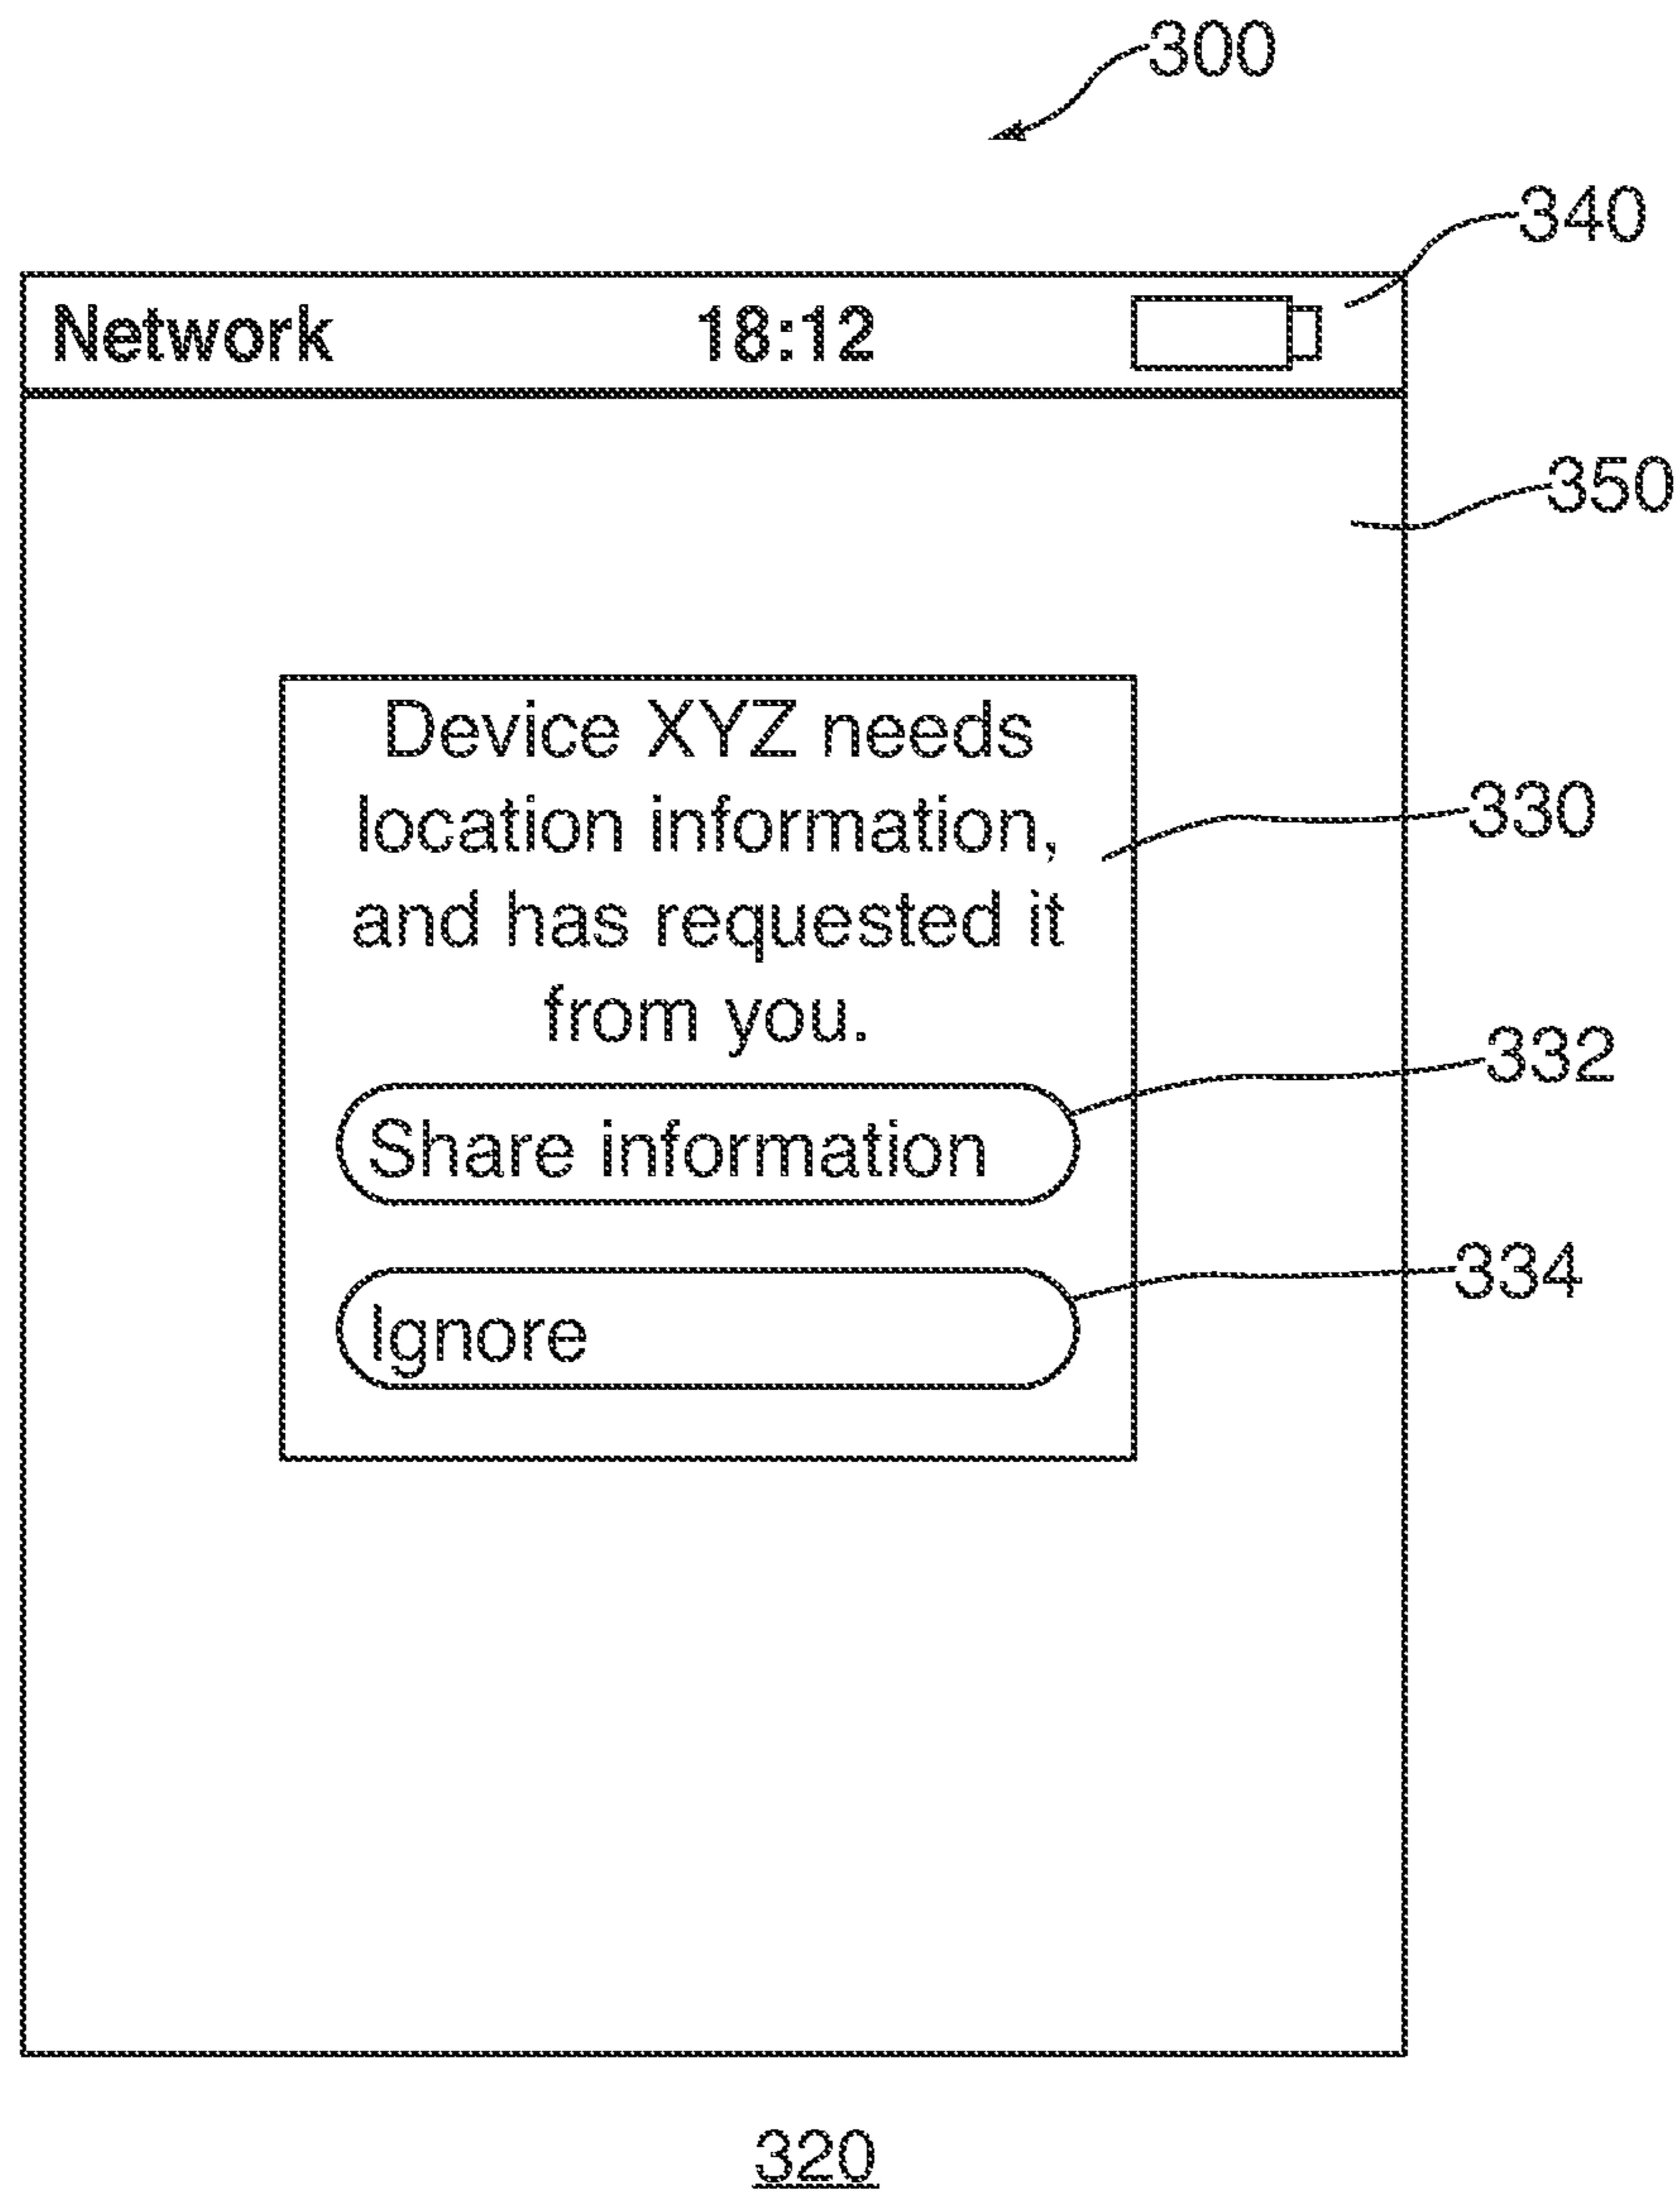 300
340
Network 18:12
350
Device XYZ needs
location information,
330
and has requested it
from you.
332
Share information
334
Ignore
320